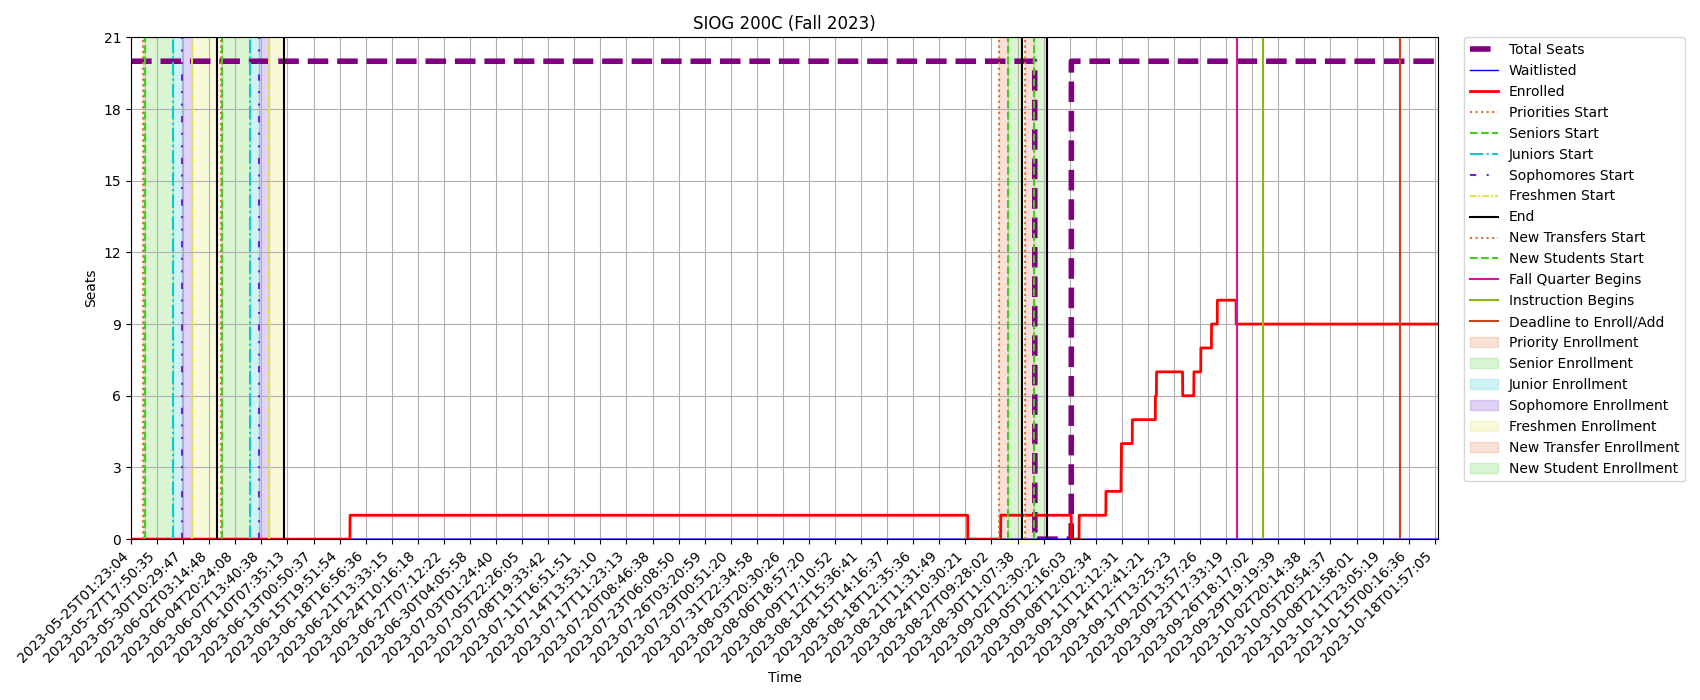 SIOG 200C (Fall 2023)
21
18
15
12
9
6
3
0
Seats
2023-05-25T01:23:04
2023-05-27T17:50:35
2023-05-30T10:29:47
2023-06-02T03:14:48
2023-06-04T20:24:08
2023-06-07T13:40:38
2023-06-10T07:35:13
2023-06-13T00:50:37
2023-06-15T19:51:54
2023-06-18T16:56:36
2023-06-21T13:33:15
2023-06-24T10:16:18
2023-06-27T07:12:22
2023-06-30T04:05:58
2023-07-03T01:24:40
2023-07-05T22:26:05
2023-07-08T19:33:42
2023-07-11T16:51:51
2023-07-14T13:53:10
2023-07-17T11:23:13
2023-07-20T08:46:38
2023-07-23T06:08:50
2023-07-26T03:20:59
2023-07-29T00:51:20
2023-07-31T22:34:58
2023-08-03T20:30:26
2023-08-06T18:57:20
2023-08-09T17:10:52
2023-08-12T15:36:41
2023-08-15T14:16:37
2023-08-18T12:35:36
2023-08-21T11:31:49
2023-08-24T10:30:21
2023-08-27T09:28:02
2023-08-30T11:07:38
2023-09-02T12:30:22
2023-09-05T12:16:03
2023-09-08T12:02:34
2023-09-11T12:12:31
2023-09-14T12:41:21
2023-09-17T13:25:23
2023-09-20T13:57:26
2023-09-23T17:33:19
2023-09-26T18:17:02
2023-09-29T19:19:39
2023-10-02T20:14:38
2023-10-05T20:54:37
2023-10-08T21:58:01
2023-10-11T23:05:19
2023-10-15T00:16:36
2023-10-18T01:57:05
Time
Total Seats
Waitlisted
Enrolled
Priorities Start
Seniors Start
Juniors Start
Sophomores Start
Freshmen Start
End
New Transfers Start
New Students Start
Fall Quarter Begins
Instruction Begins
Deadline to Enroll/Add
Priority Enrollment
Senior Enrollment
Junior Enrollment
Sophomore Enrollment
Freshmen Enrollment
New Transfer Enrollment
New Student Enrollment